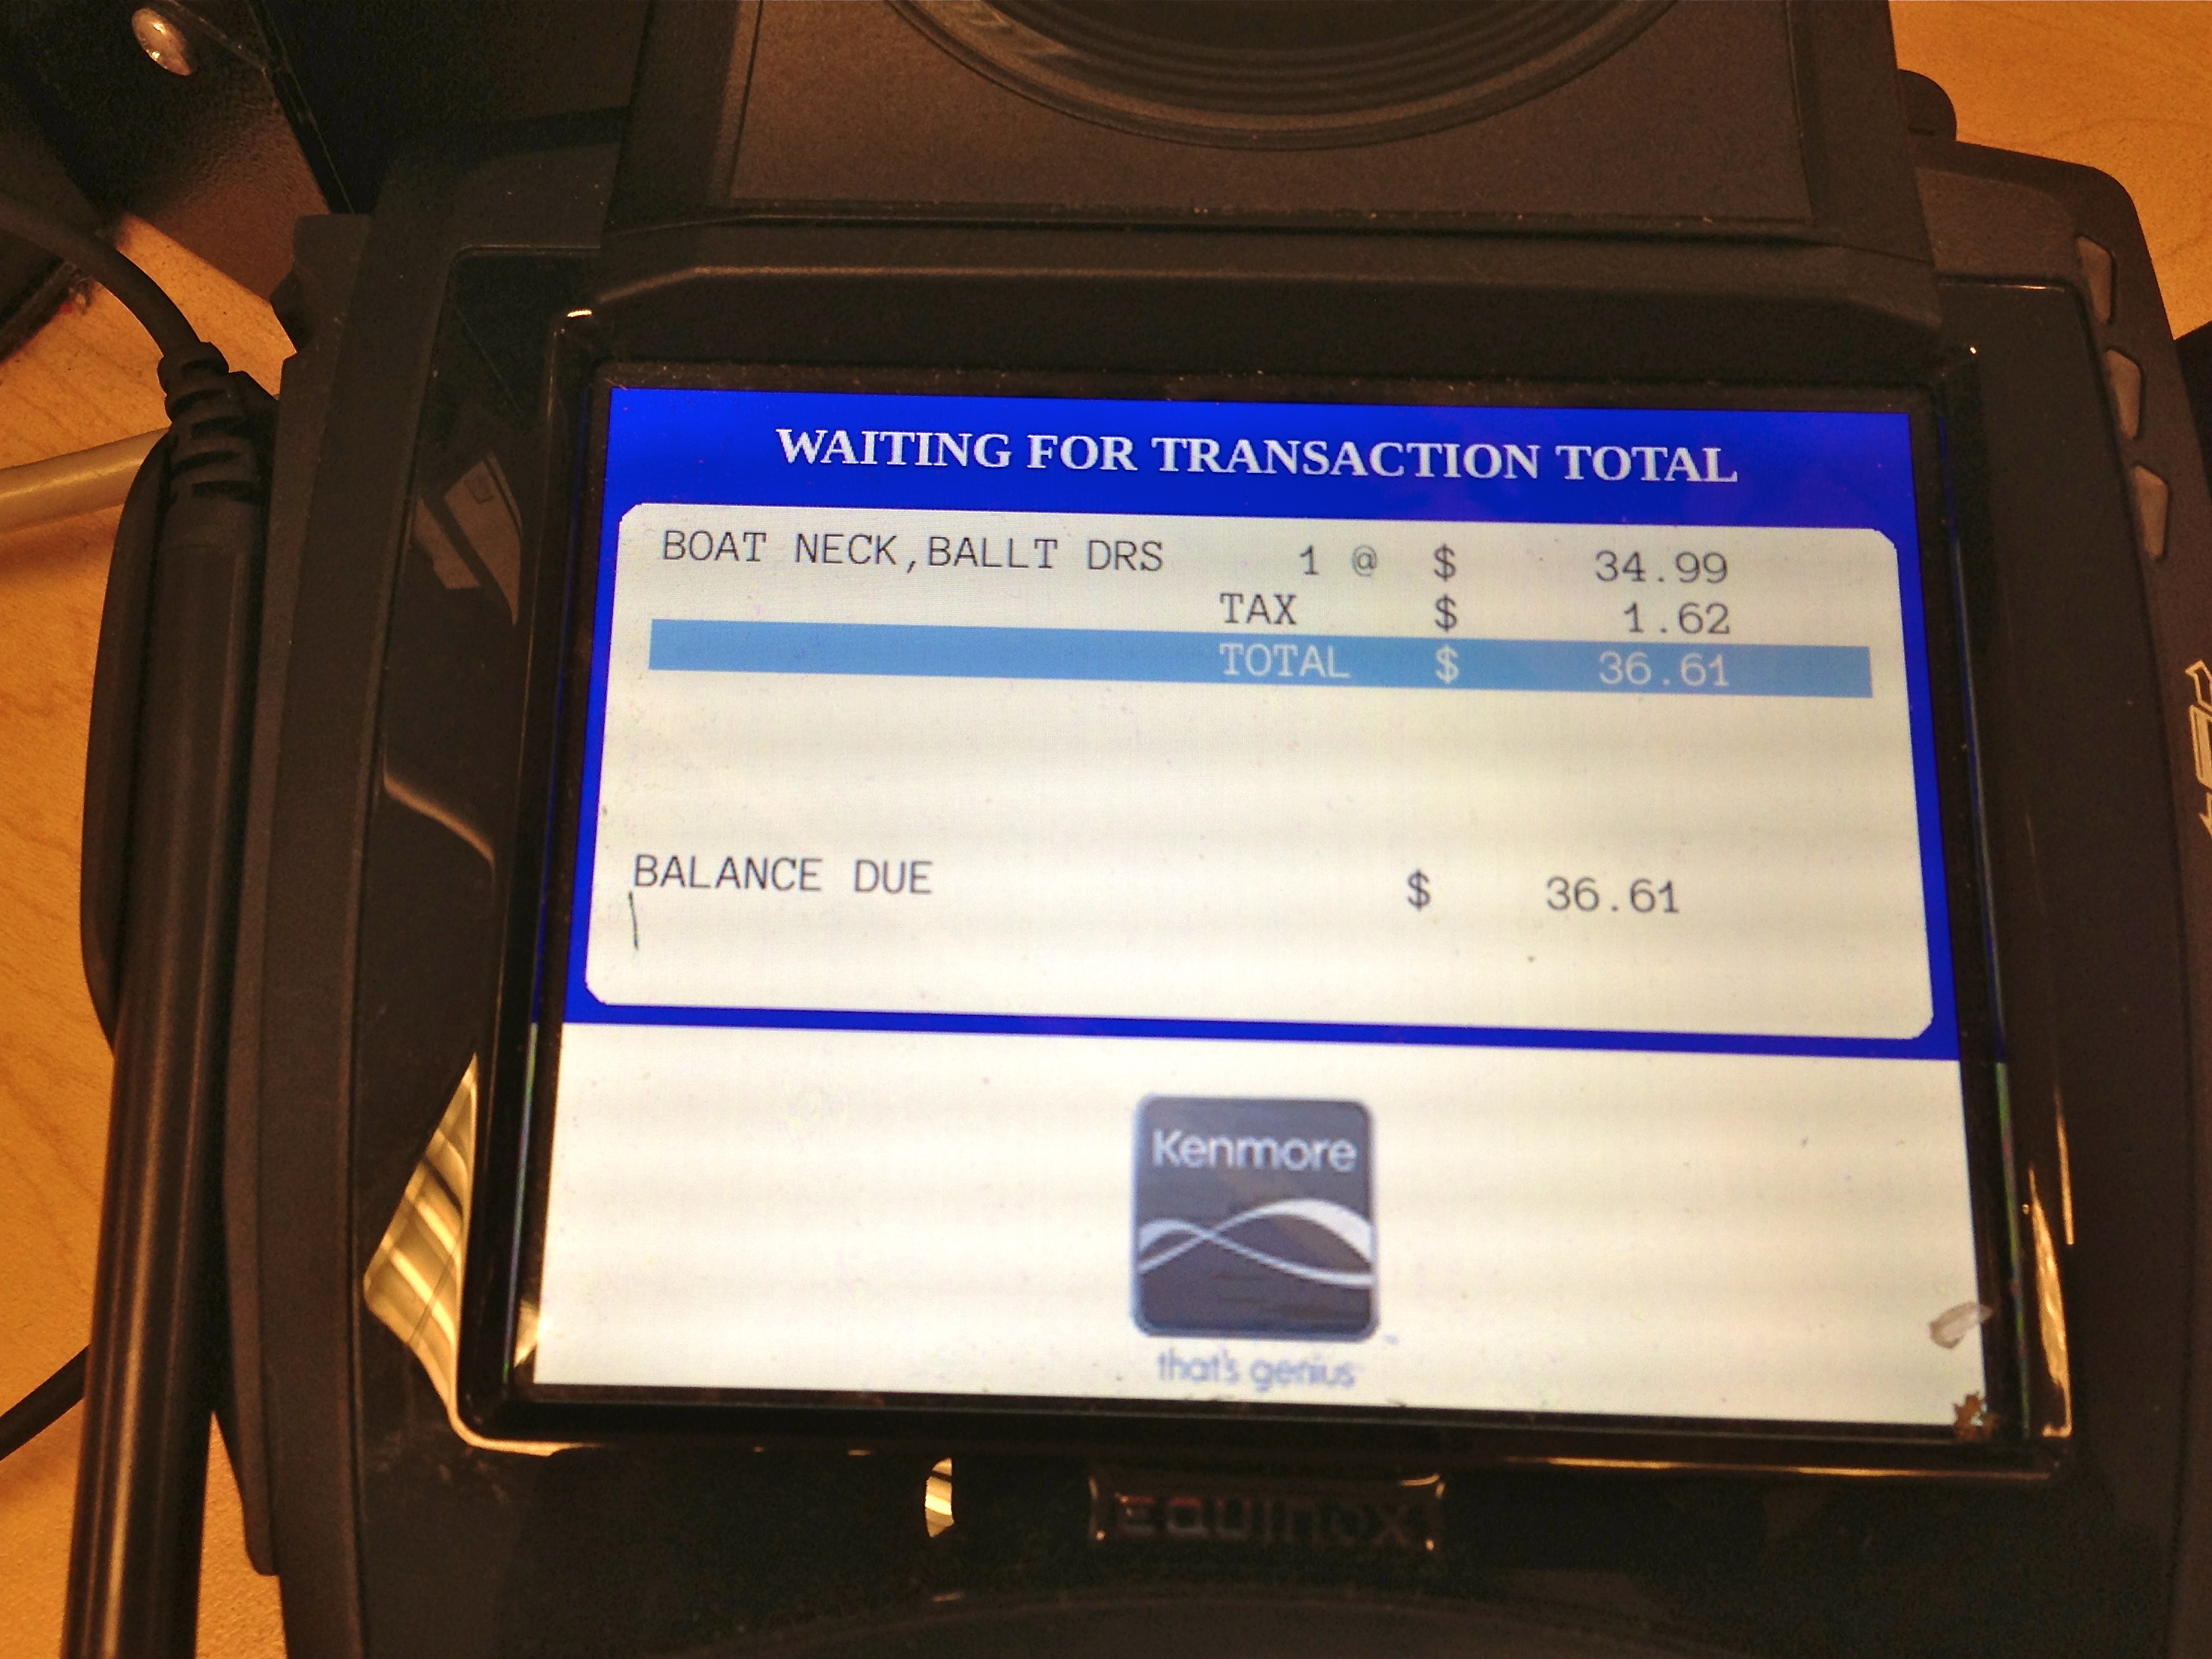 WAITING FOR TRANSACTION TOTAL
BOAT NECK,BALLT DRS 1 @ $ 34.99
TAX $ 1.62
TOTAL $ 36.61
BALANCE DUE $ 36.61
Kenmore
that's genius
EQUINOX